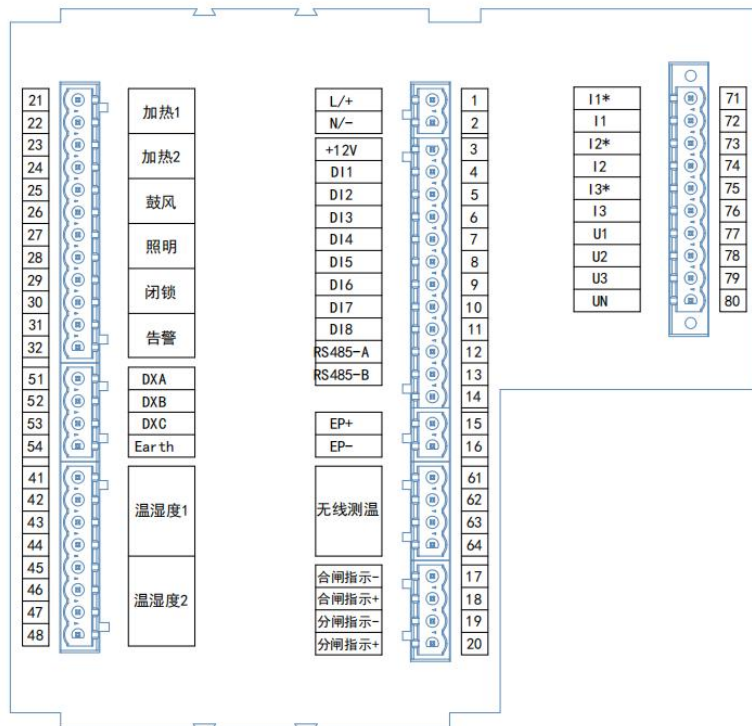 21
22
加热1
23
24
加热2
25
26
鼓风
27
28
照明
29
30
闭锁
31
32
告警
51 DXA
52 DXB
53 DXC
54 Earth
41
42
43
44
温湿度1
45
46
47
48
温湿度2
L/+ 1
N/- 2
+12V 3
DI1 4
DI2 5
DI3 6
DI4 7
DI5 8
DI6 9
DI7 10
DI8 11
RS485-A 12
RS485-B 13
14
EP+ 15
EP- 16
无线测温
61
62
63
64
合闸指示- 17
合闸指示+ 18
分闸指示- 19
分闸指示+ 20
I1* 71
I1 72
I2* 73
I2 74
I3* 75
I3 76
U1 77
U2 78
U3 79
UN 80